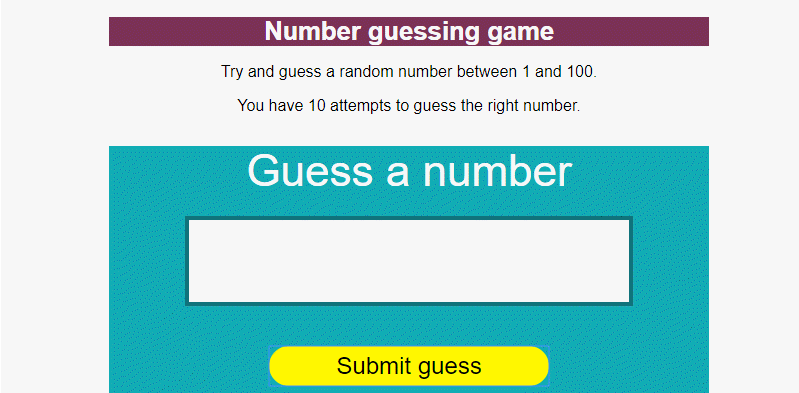 Number guessing game
Try and guess a random number between 1 and 100.
You have 10 attempts to guess the right number.
Guess a number
Submit guess